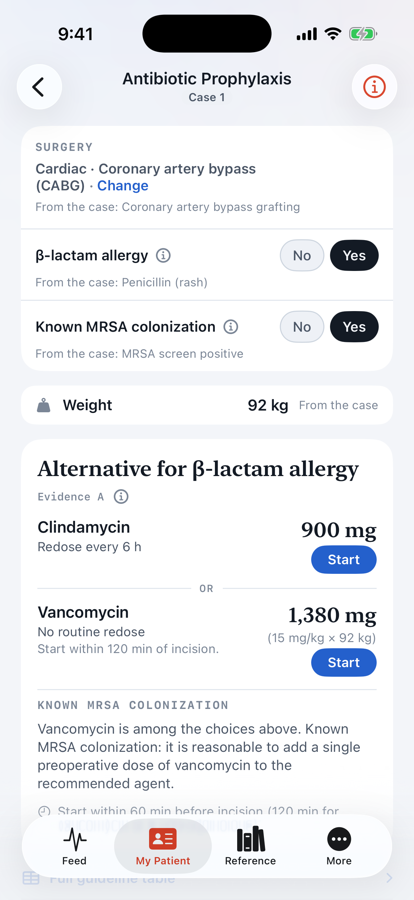 9:41
Antibiotic Prophylaxis
Case 1
SURGERY
Cardiac · Coronary artery bypass
(CABG) · Change
From the case: Coronary artery bypass grafting
β-lactam allergy
No
Yes
From the case: Penicillin (rash)
Known MRSA colonization
No
Yes
From the case: MRSA screen positive
Weight
92 kg From the case
Alternative for β-lactam allergy
Evidence A
Clindamycin
900 mg
Redose every 6 h
Start
OR
Vancomycin
1,380 mg
No routine redose
(15 mg/kg × 92 kg)
Start within 120 min of incision.
Start
KNOWN MRSA COLONIZATION
Vancomycin is among the choices above. Known
MRSA colonization: it is reasonable to add a single
preoperative dose of vancomycin to the
recommended agent.
Start within 60 min before incision (120 min for
Feed
My Patient
Reference
More
Full guideline table